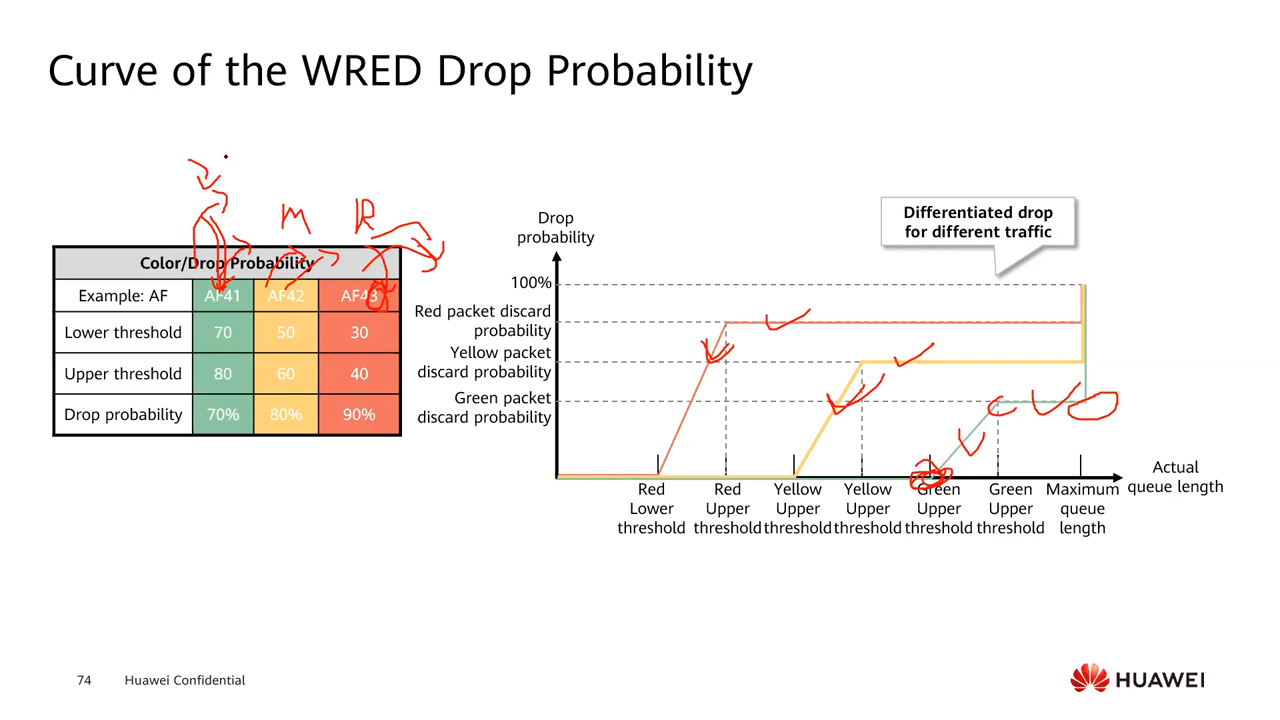 Curve of the WRED Drop Probability
M R
Color/Drop Probability
Example: AF AF41 AF42 AF43
Lower threshold 70 50 30
Upper threshold 80 60 40
Drop probability 70% 80% 90%
Differentiated drop
for different traffic
Drop
probability
100%
Red packet discard
probability
Yellow packet
discard probability
Green packet
discard probability
Red
Lower
threshold
Red
Upper
threshold
Yellow
Upper
threshold
Yellow
Upper
threshold
Green
Upper
threshold
Green
Upper
threshold
Maximum
queue
length
Actual
queue length
74 Huawei Confidential
HUAWEI